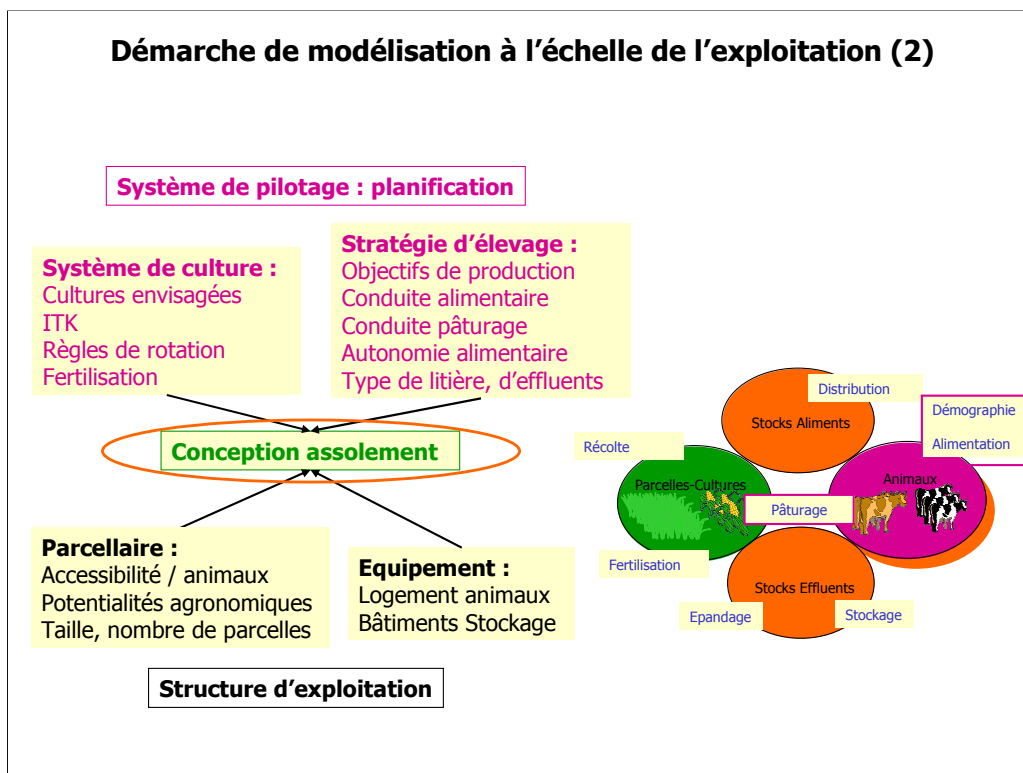 Démarche de modélisation à l’échelle de l’exploitation (2)
Système de pilotage : planification
Système de culture :
Cultures envisagées
ITK
Règles de rotation
Fertilisation
Stratégie d’élevage :
Objectifs de production
Conduite alimentaire
Conduite pâturage
Autonomie alimentaire
Type de litière, d’effluents
Conception assolement
Parcellaire :
Accessibilité / animaux
Potentialités agronomiques
Taille, nombre de parcelles
Equipement :
Logement animaux
Bâtiments Stockage
Structure d’exploitation
Distribution
Stocks Aliments
Démographie
Alimentation
Récolte
Parcelles-Cultures
Animaux
Pâturage
Fertilisation
Stocks Effluents
Epandage
Stockage